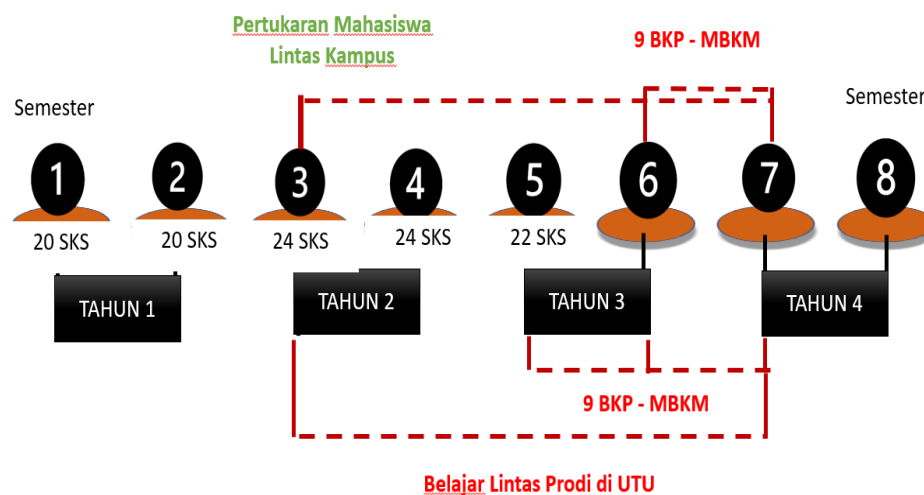 Pertukaran Mahasiswa
Lintas Kampus
9 BKP - MBKM
Semester
Semester
1
2
3
4
5
6
7
8
20 SKS
20 SKS
24 SKS
24 SKS
22 SKS
TAHUN 1
TAHUN 2
TAHUN 3
TAHUN 4
9 BKP - MBKM
Belajar Lintas Prodi di UTU